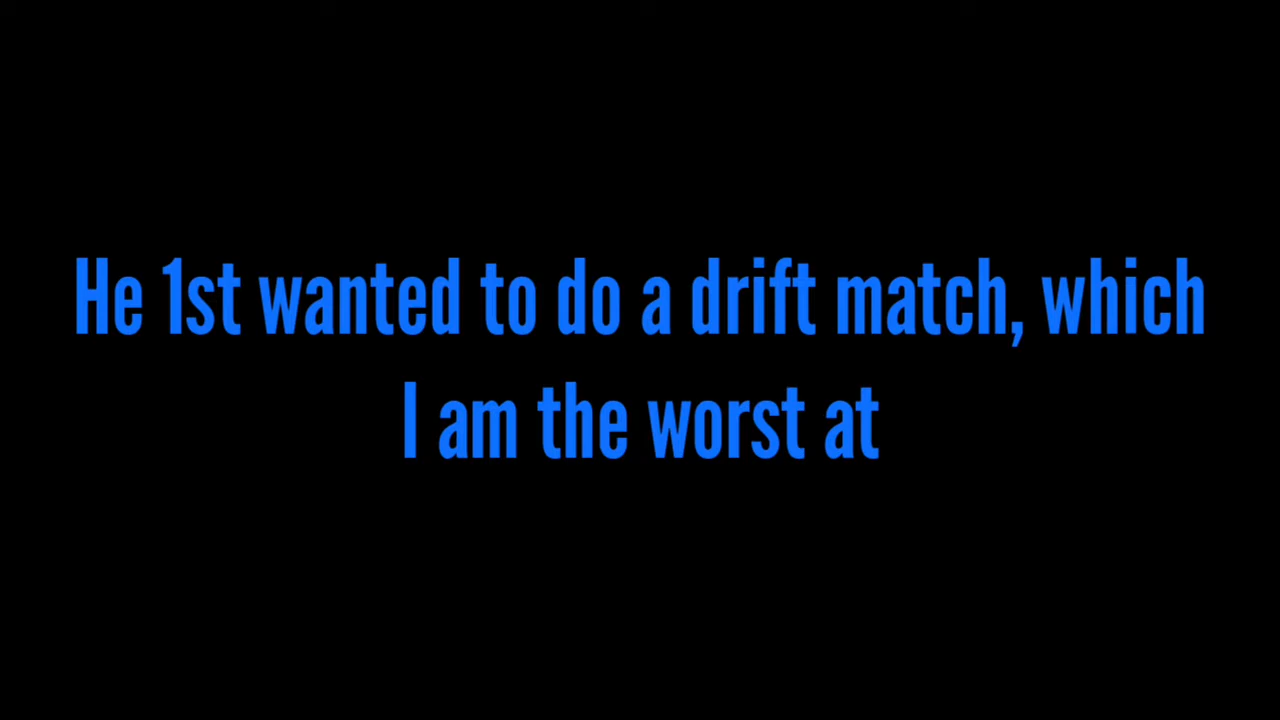 He 1st wanted to do a drift match, which
I am the worst at